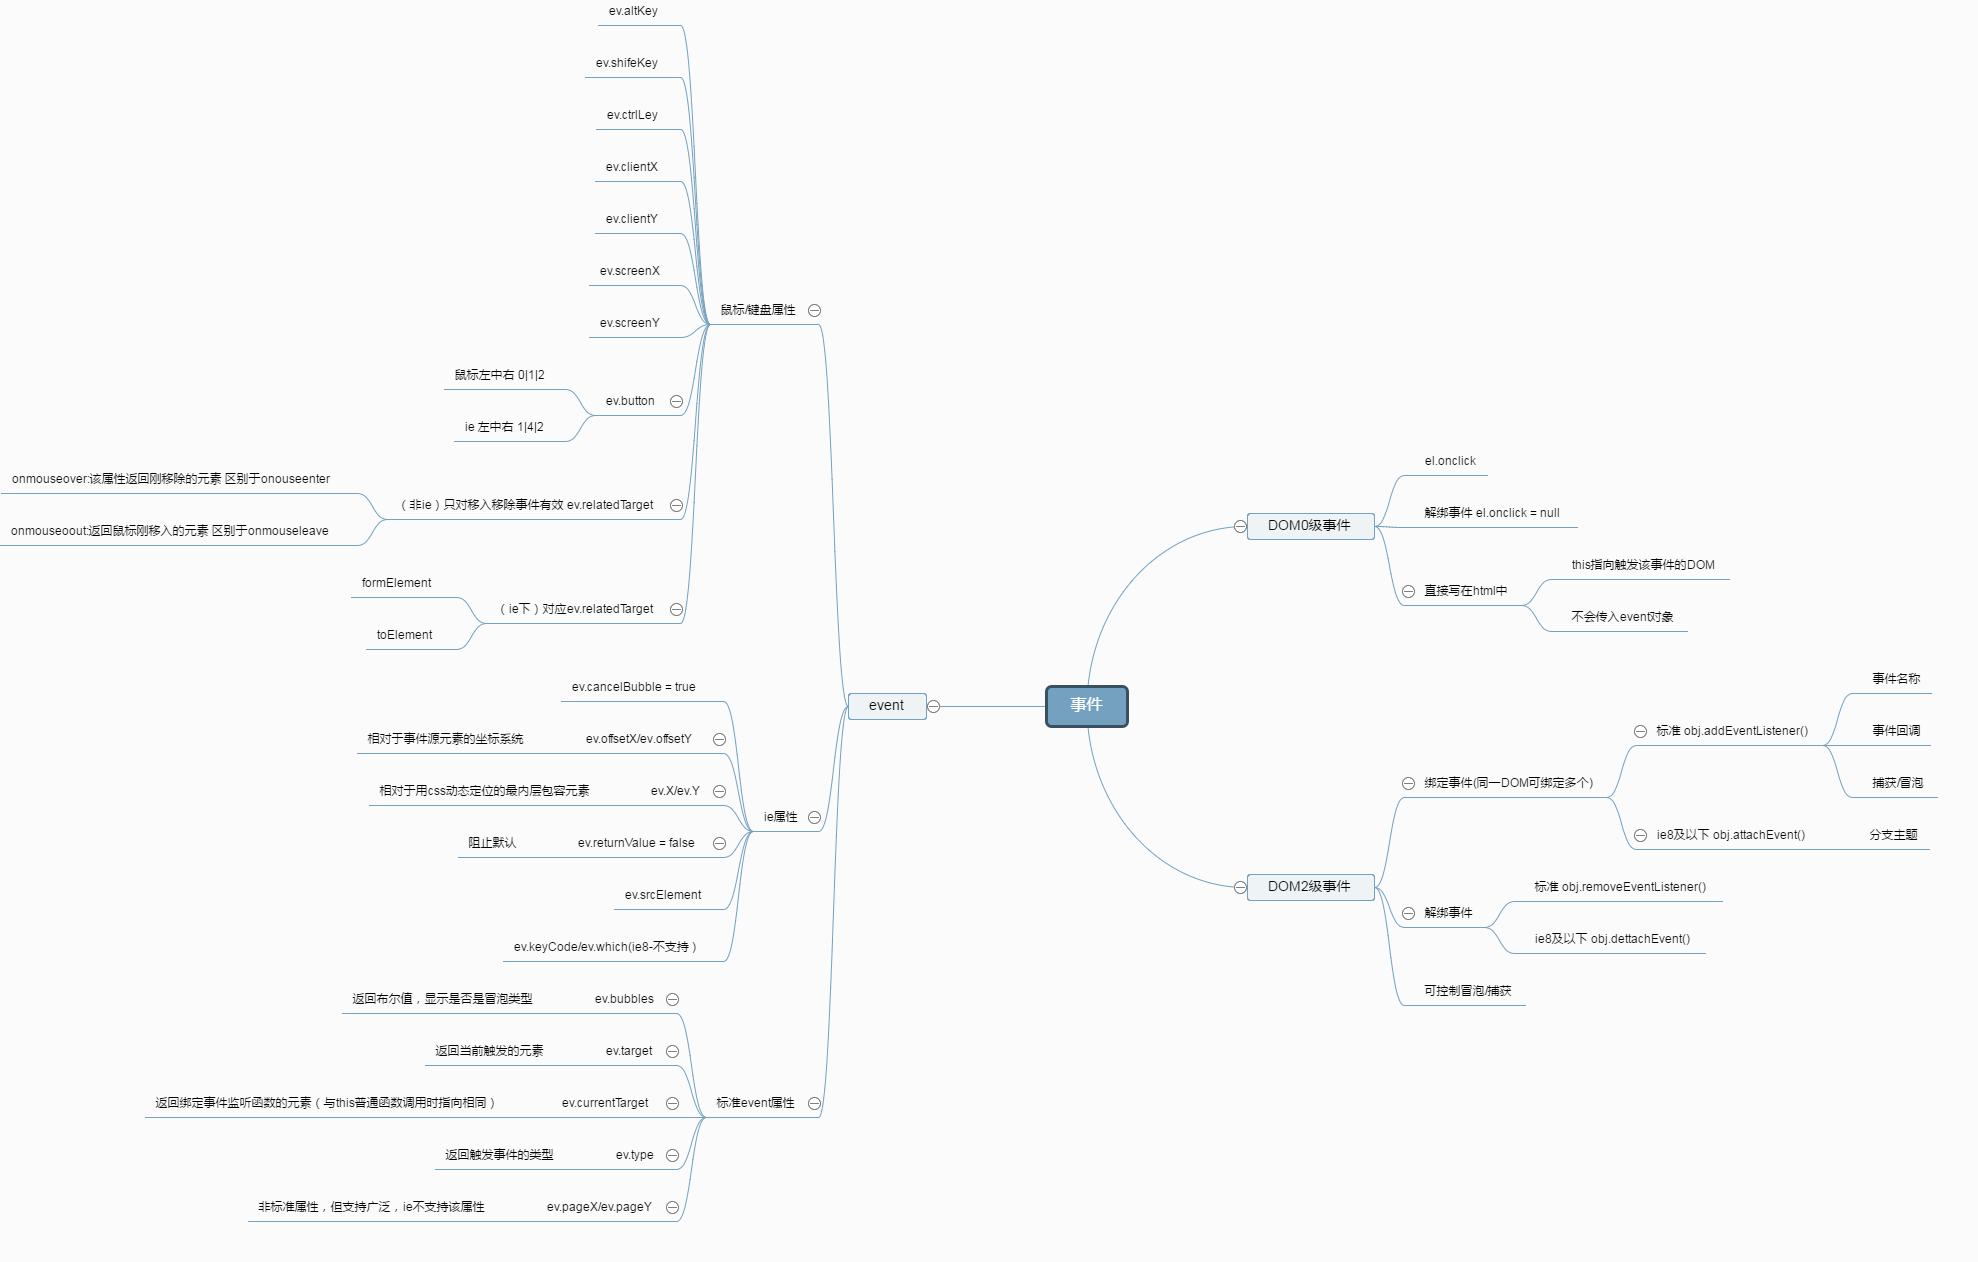 ev.altKey
ev.shifeKey
ev.ctrlLey
ev.clientX
ev.clientY
ev.screenX
ev.screenY
鼠标/键盘属性
鼠标左中右 0|1|2
ev.button
ie 左中右 1|4|2
onmouseover:该属性返回刚移除的元素 区别于onouseenter
（非ie）只对移入移除事件有效 ev.relatedTarget
onmouseoout:返回鼠标刚移入的元素 区别于onmouseleave
formElement
（ie下）对应ev.relatedTarget
toElement
ev.cancelBubble = true
相对于事件源元素的坐标系统 ev.offsetX/ev.offsetY
相对于用css动态定位的最内层包容元素 ev.X/ev.Y
ie属性
阻止默认 ev.returnValue = false
ev.srcElement
ev.keyCode/ev.which(ie8-不支持）
返回布尔值，显示是否是冒泡类型 ev.bubbles
返回当前触发的元素 ev.target
返回绑定事件监听函数的元素（与this普通函数调用时指向相同） ev.currentTarget
标准event属性
返回触发事件的类型 ev.type
非标准属性，但支持广泛，ie不支持该属性 ev.pageX/ev.pageY
event
事件
DOM0级事件
el.onclick
解绑事件 el.onclick = null
直接写在html中
this指向触发该事件的DOM
不会传入event对象
DOM2级事件
绑定事件(同一DOM可绑定多个)
标准 obj.addEventListener()
事件名称
事件回调
捕获/冒泡
ie8及以下 obj.attachEvent()
分支主题
解绑事件
标准 obj.removeEventListener()
ie8及以下 obj.dettachEvent()
可控制冒泡/捕获